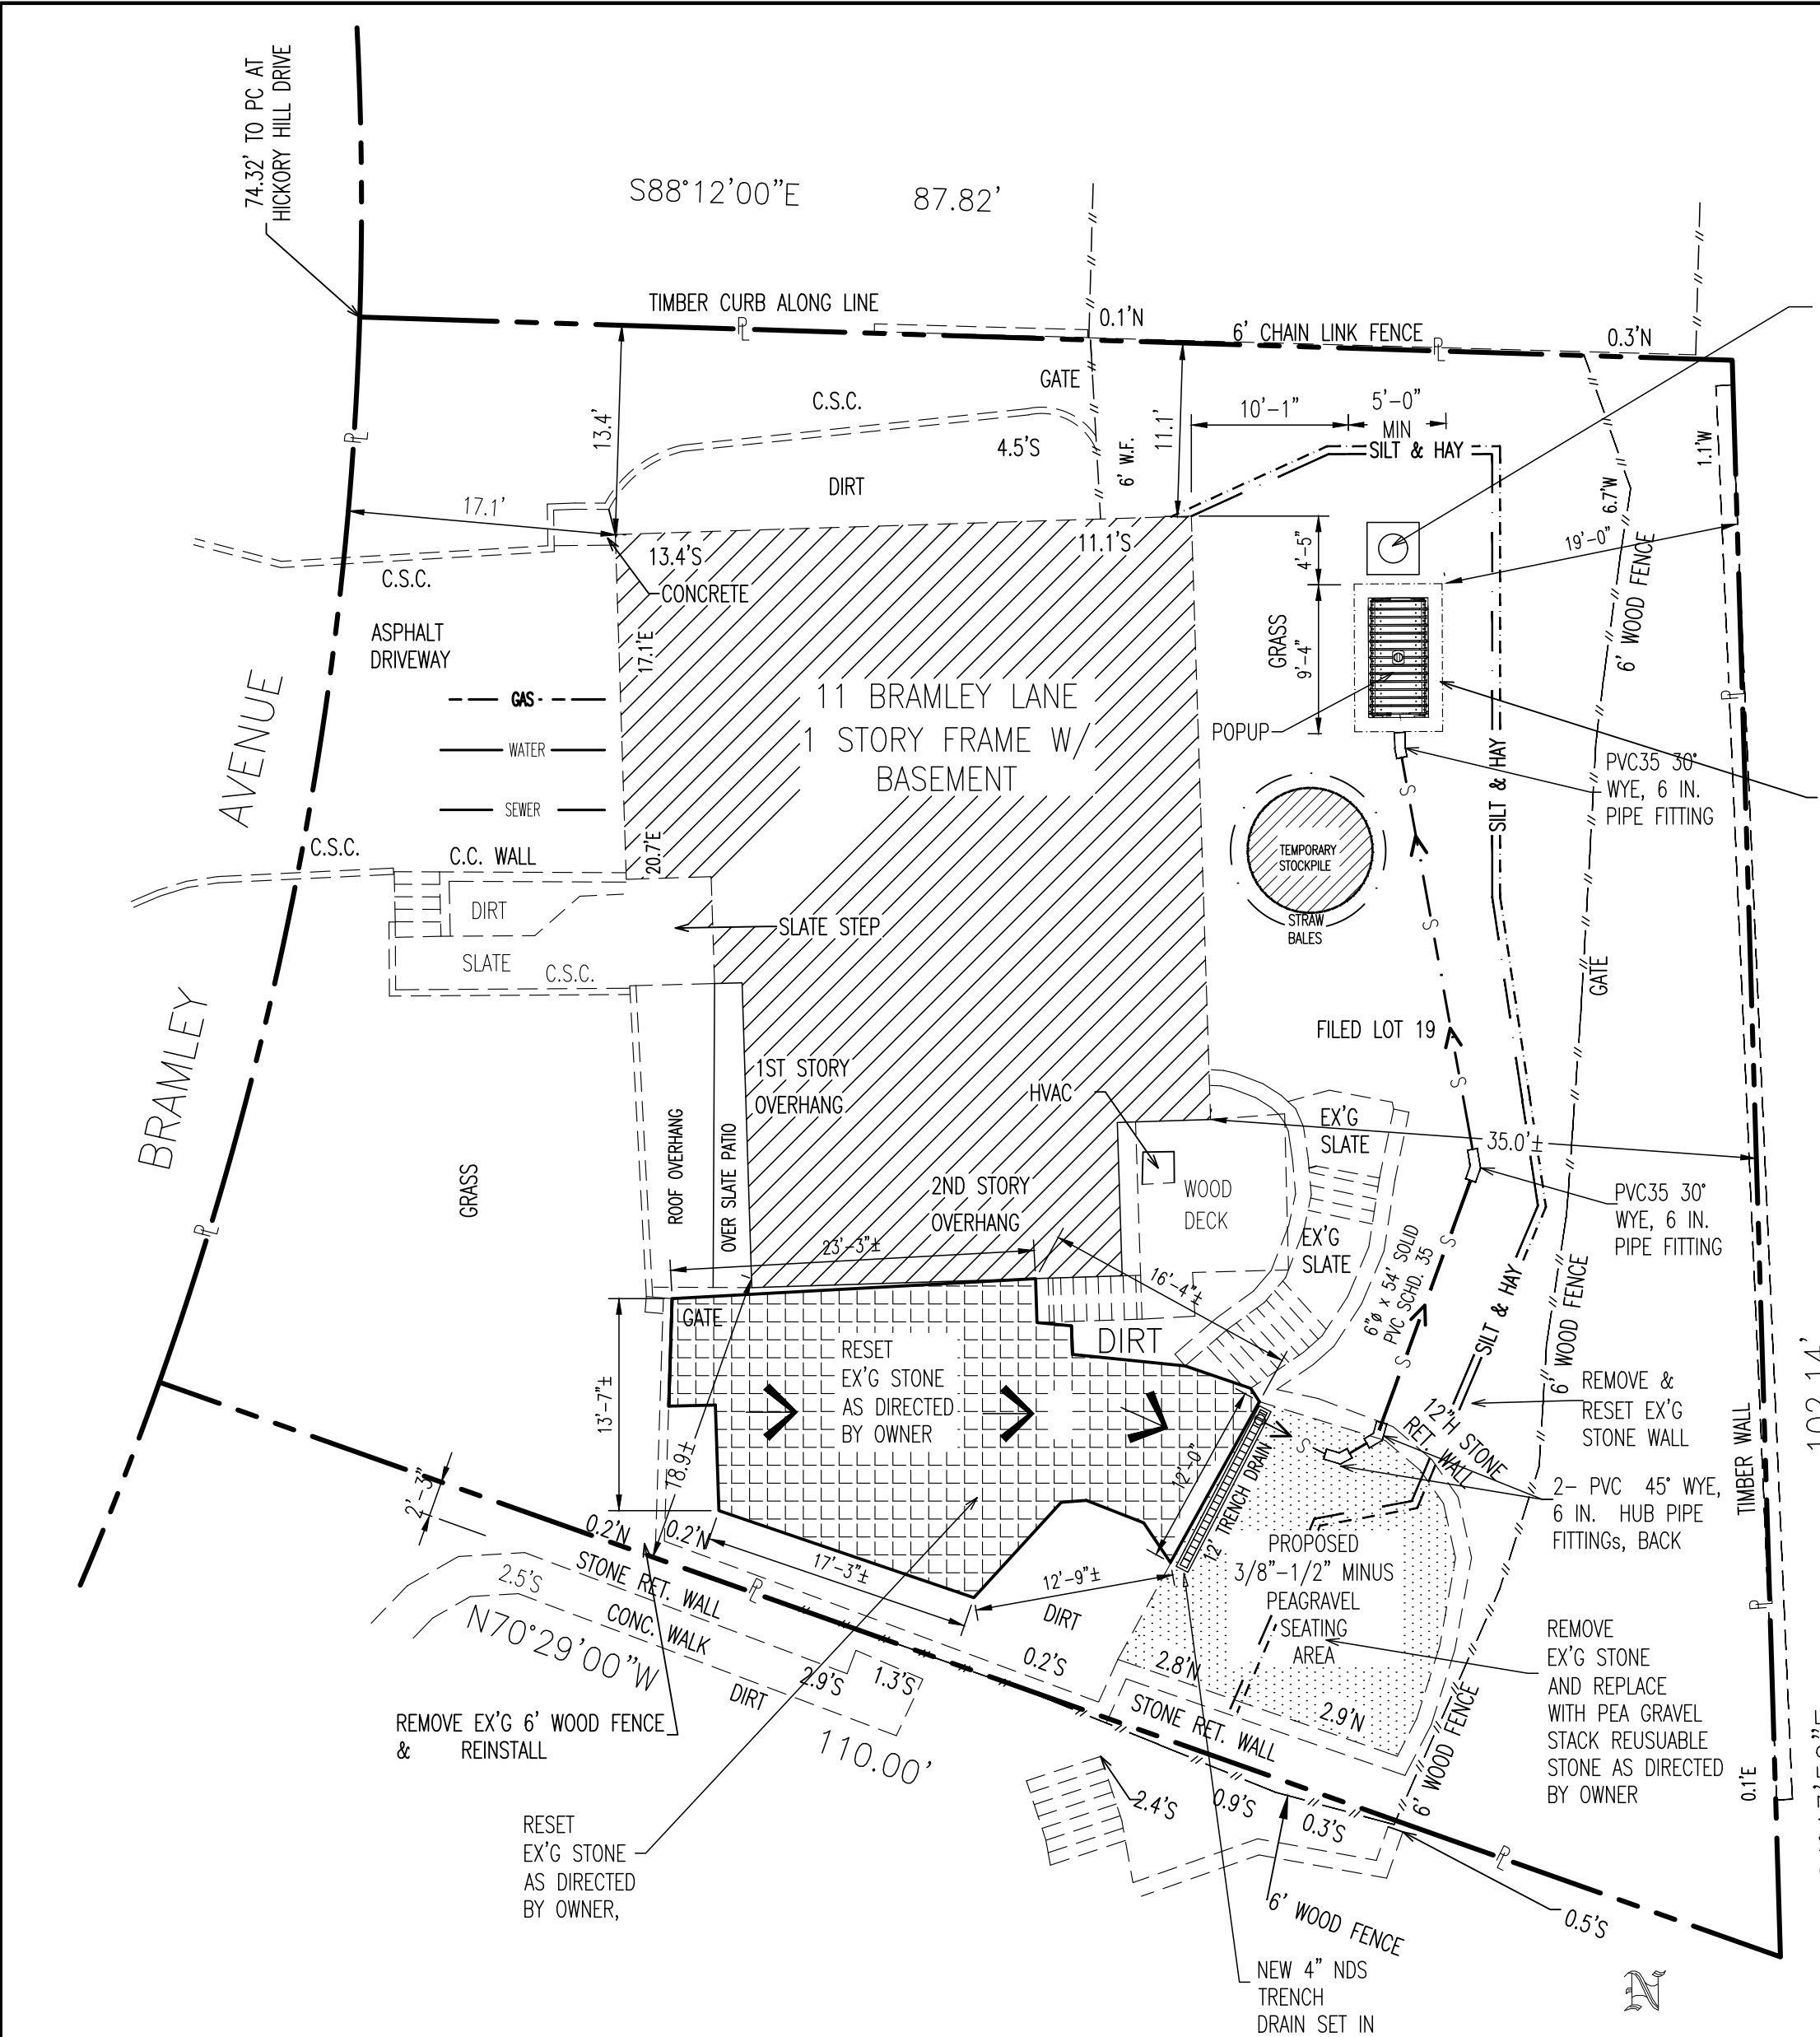 74.32' TO PC AT
HICKORY HILL DRIVE
S88°12'00"E 87.82'
TIMBER CURB ALONG LINE
PL
0.1'N
6' CHAIN LINK FENCE
PL
0.3'N
GATE
C.S.C.
13.4'
4.5'S
6' W.F.
11.1'
10'-1"
5'-0"
MIN
SILT & HAY
1.1'W
PL
17.1'
DIRT
6.7'W
19'-0"
13.4'S
11.1'S
4'-5"
CONCRETE
C.S.C.
ASPHALT
DRIVEWAY
17.1'E
GRASS
9'-4"
6' WOOD FENCE
GAS
WATER
SEWER
11 BRAMLEY LANE
1 STORY FRAME W/
BASEMENT
POPUP
PL
PVC35 30°
WYE, 6 IN.
PIPE FITTING
SILT & HAY
S
BRAMLEY AVENUE
C.S.C.
C.C. WALL
20.7'E
TEMPORARY
STOCKPILE
STRAW
BALES
S
DIRT
SLATE STEP
SLATE
C.S.C.
GATE
FILED LOT 19
1ST STORY
OVERHANG
HVAC
S
EX'G
SLATE
35.0'±
ROOF OVERHANG
OVER SLATE PATIO
GRASS
PL
2ND STORY
OVERHANG
WOOD
DECK
PVC35 30°
WYE, 6 IN.
PIPE FITTING
EX'G
SLATE
23'-3"±
16'-4"±
6"ø x 54' SOLID
PVC SCHD. 35
S
SILT & HAY
6' WOOD FENCE
GATE
DIRT
RESET
EX'G STONE
AS DIRECTED
BY OWNER
13'-7"±
S
REMOVE &
RESET EX'G
STONE WALL
12"H STONE
RET. WALL
TIMBER WALL
102.14'
18.9'±
12'-0"
12' TRENCH DRAIN
S
2'-3"
2- PVC 45° WYE,
6 IN. HUB PIPE
FITTINGs, BACK
0.2'N
0.2'N
17'-3"±
12'-9"±
PROPOSED
3/8"-1/2" MINUS
PEAGRAVEL
SEATING
AREA
STONE RET. WALL
2.5'S
CONC. WALK
PL
DIRT
PL
N70°29'00"W
110.00'
2.9'S
1.3'S
DIRT
0.2'S
2.8'N
2.9'N
STONE RET. WALL
REMOVE
EX'G STONE
AND REPLACE
WITH PEA GRAVEL
STACK REUSUABLE
STONE AS DIRECTED
BY OWNER
6' WOOD FENCE
0.1'E
REMOVE EX'G 6' WOOD FENCE
& REINSTALL
2.4'S
0.9'S
0.3'S
PL
RESET
EX'G STONE
AS DIRECTED
BY OWNER,
6' WOOD FENCE
0.5'S
NEW 4" NDS
TRENCH
DRAIN SET IN
N